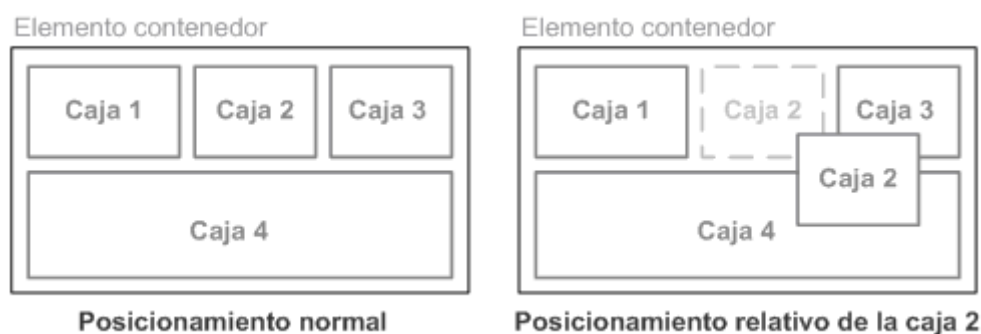 Elemento contenedor
Caja 1 Caja 2 Caja 3
Caja 4
Posicionamiento normal
Elemento contenedor
Caja 1 Caja 2 Caja 3
Caja 2
Caja 4
Posicionamiento relativo de la caja 2